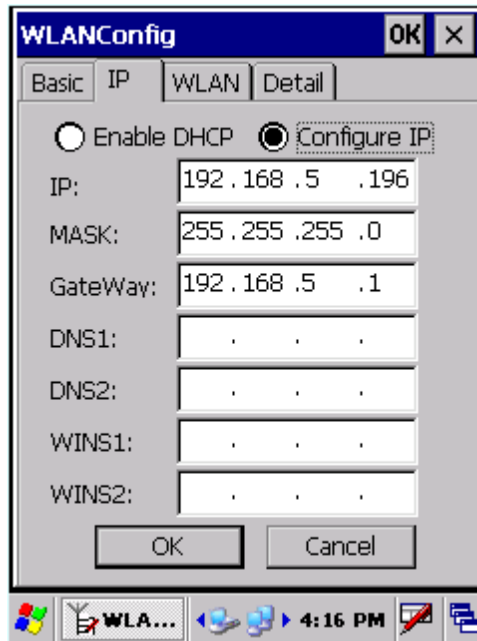 WLANConfig OK ×
Basic IP WLAN Detail
Enable DHCP Configure IP
IP: 192.168.5.196
MASK: 255.255.255.0
GateWay: 192.168.5.1
DNS1: . . .
DNS2: . . .
WINS1: . . .
WINS2: . . .
OK Cancel
WLA... 4:16 PM